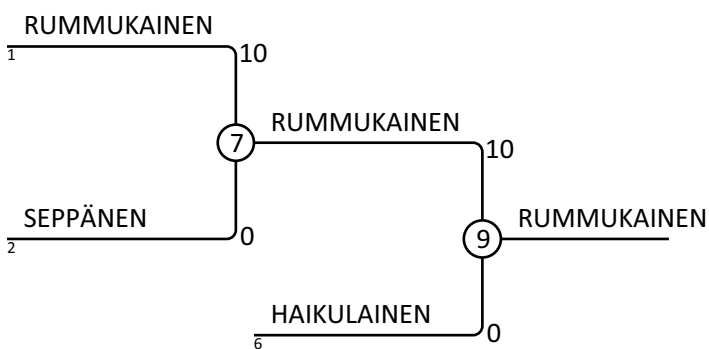 RUMMUKAINEN
1
10
7
RUMMUKAINEN
10
SEPPÄNEN
2
0
9
RUMMUKAINEN
HAIKULAINEN
6
0